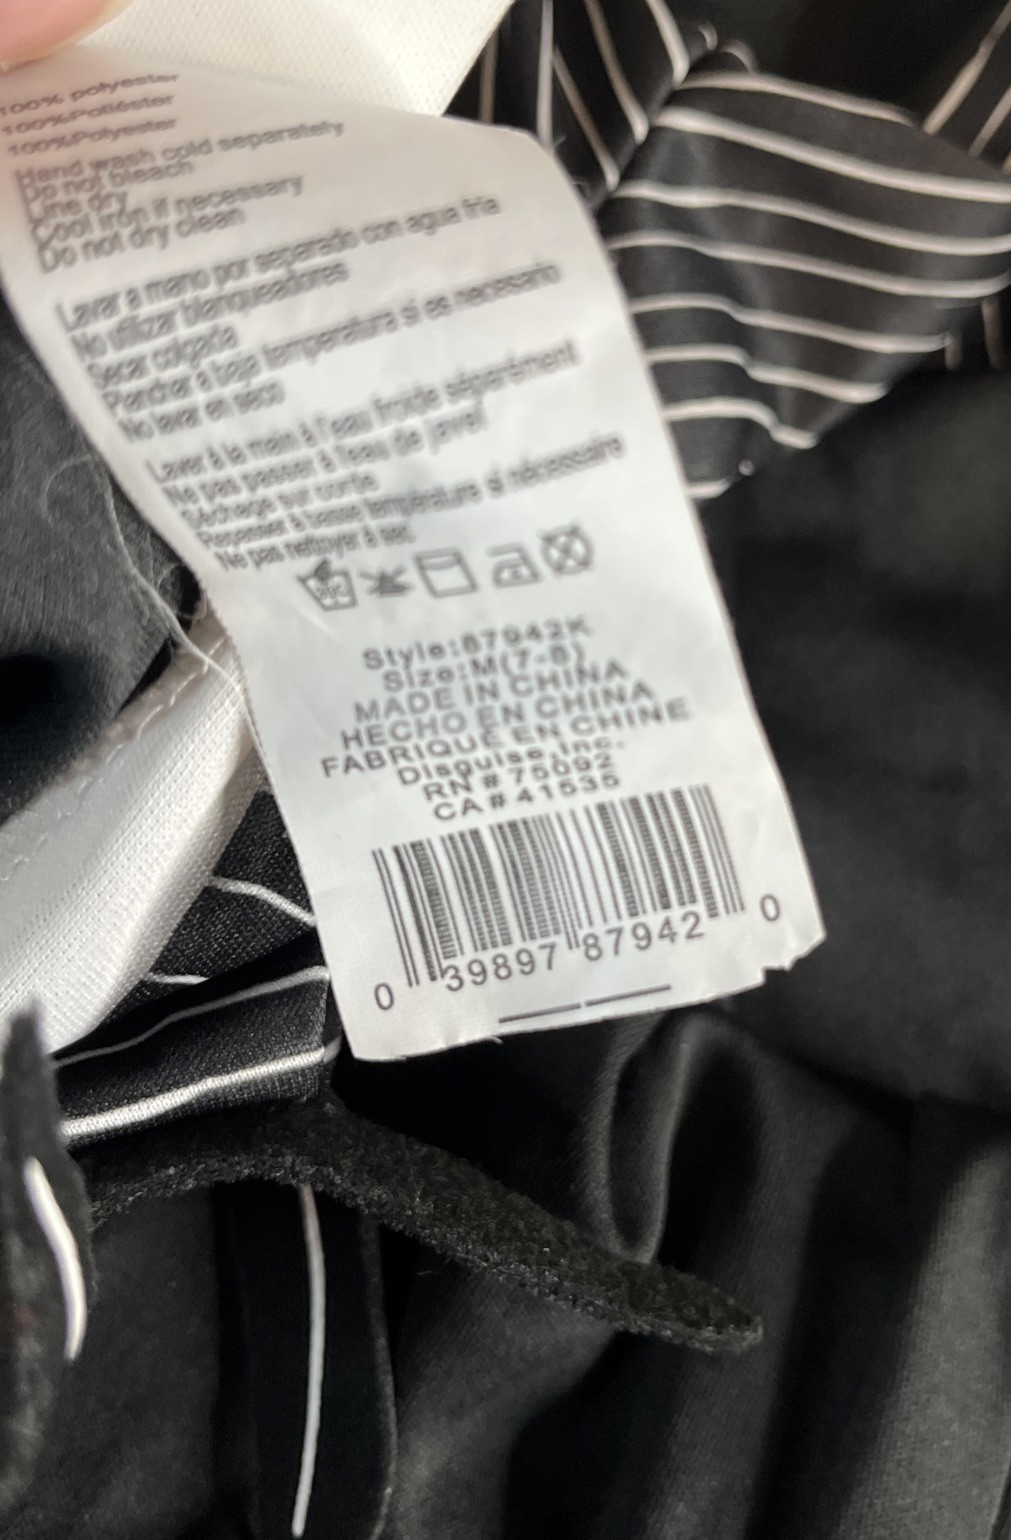 100% polyester
100%Poliéster
100%Polyester
Hand wash cold separately
Do not bleach
Line dry
Cool iron if necessary
Do not dry clean
Lavar a mano por separado con agua fria
No utilizar blanqueadores
Secar colgada
Panchar à baja temperatura si es necesario
No lavar en seco
Laver à la main à l'eau froide séparément
Ne pas passer à l'eau de javel
Séchage sur corde
Repasser à basse température si nécessaire
Ne pas nettoyer à sec
Style:87942K
Size:M(7-8)
MADE IN CHINA
HECHO EN CHINA
FABRIQUÉ EN CHINE
Disguise,Inc.
RN#75092
CA#41535
0 39897 87942 0